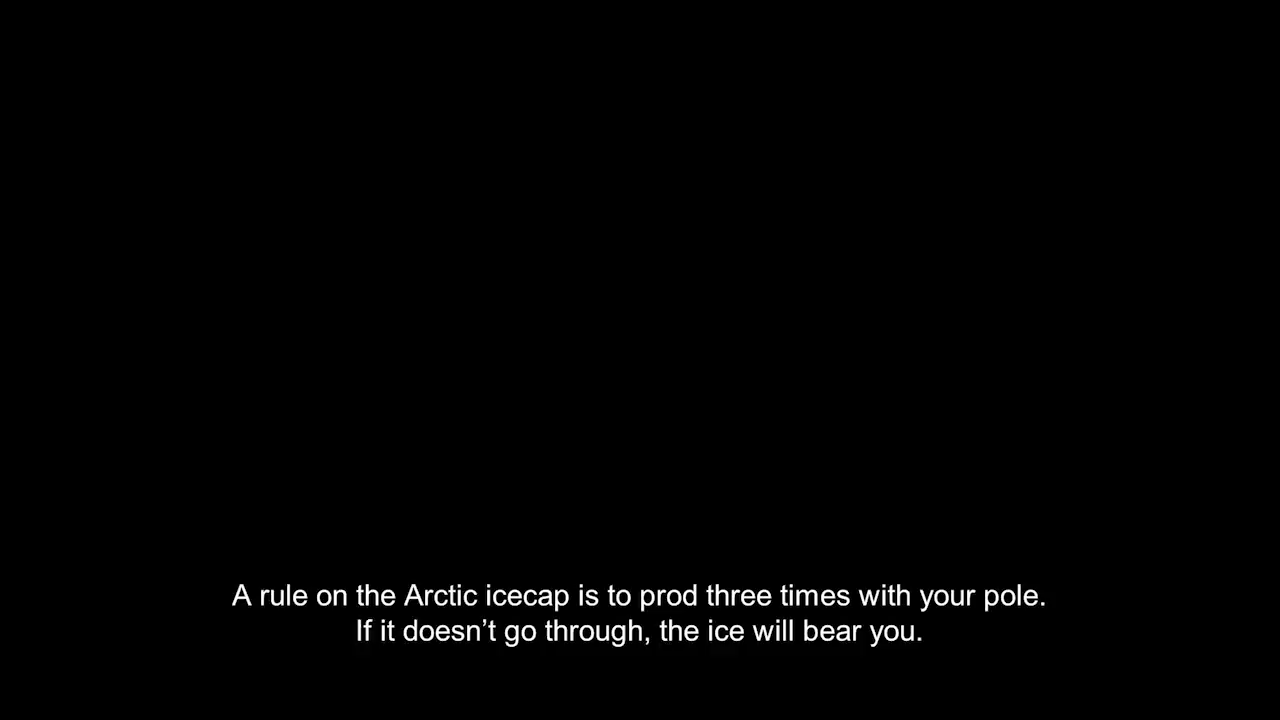 A rule on the Arctic icecap is to prod three times with your pole.
If it doesn’t go through, the ice will bear you.